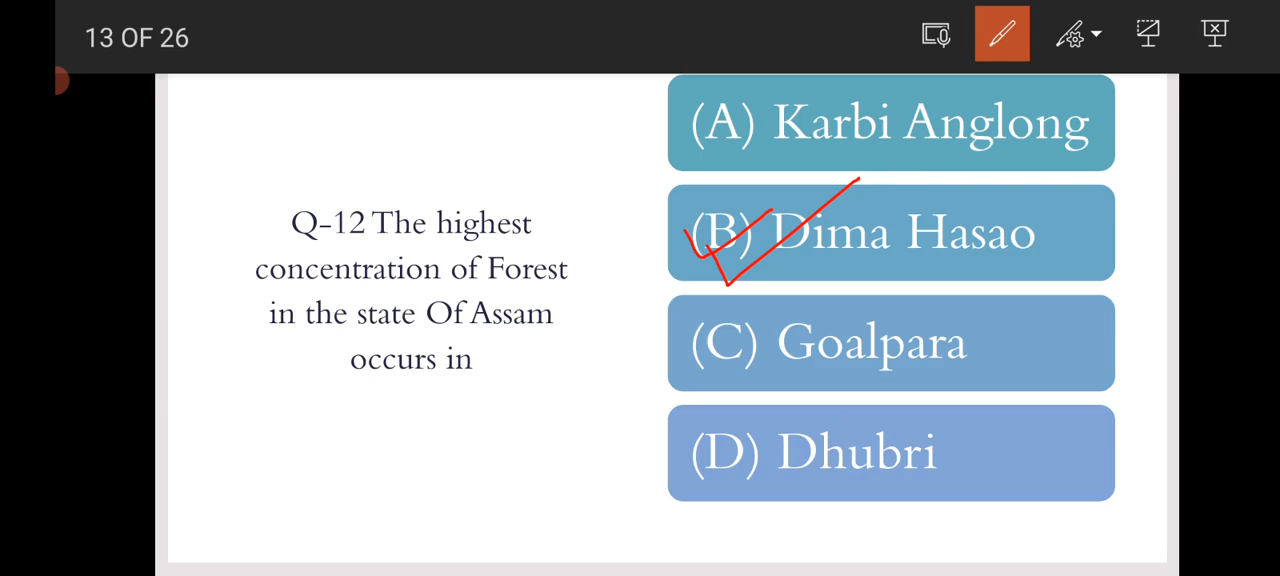 13 OF 26
Q-12 The highest
concentration of Forest
in the state Of Assam
occurs in
(A) Karbi Anglong
(B) Dima Hasao
(C) Goalpara
(D) Dhubri